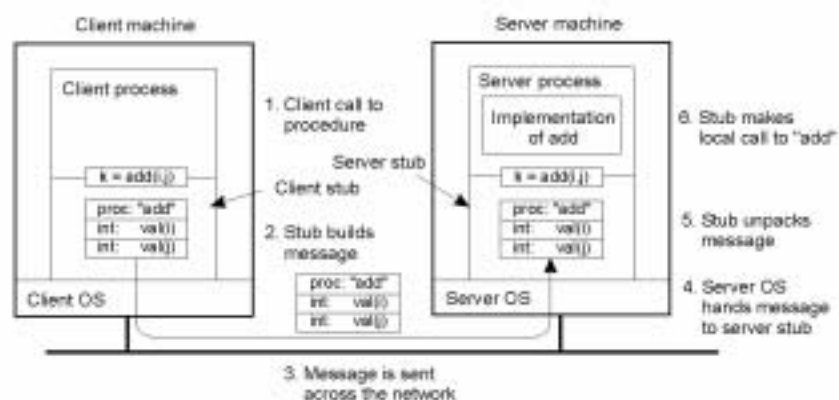 Client machine
Server machine
Client process
1. Client call to
procedure
Server process
Implementation
of add
6. Stub makes
local call to "add"
Server stub
k = add(i,j)
k = add(i,j)
Client stub
proc: "add"
int: val(i)
int: val(j)
2. Stub builds
message
proc: "add"
int: val(i)
int: val(j)
5. Stub unpacks
message
proc: "add"
int: val(i)
int: val(j)
4. Server OS
hands message
to server stub
Client OS
Server OS
3. Message is sent
across the network